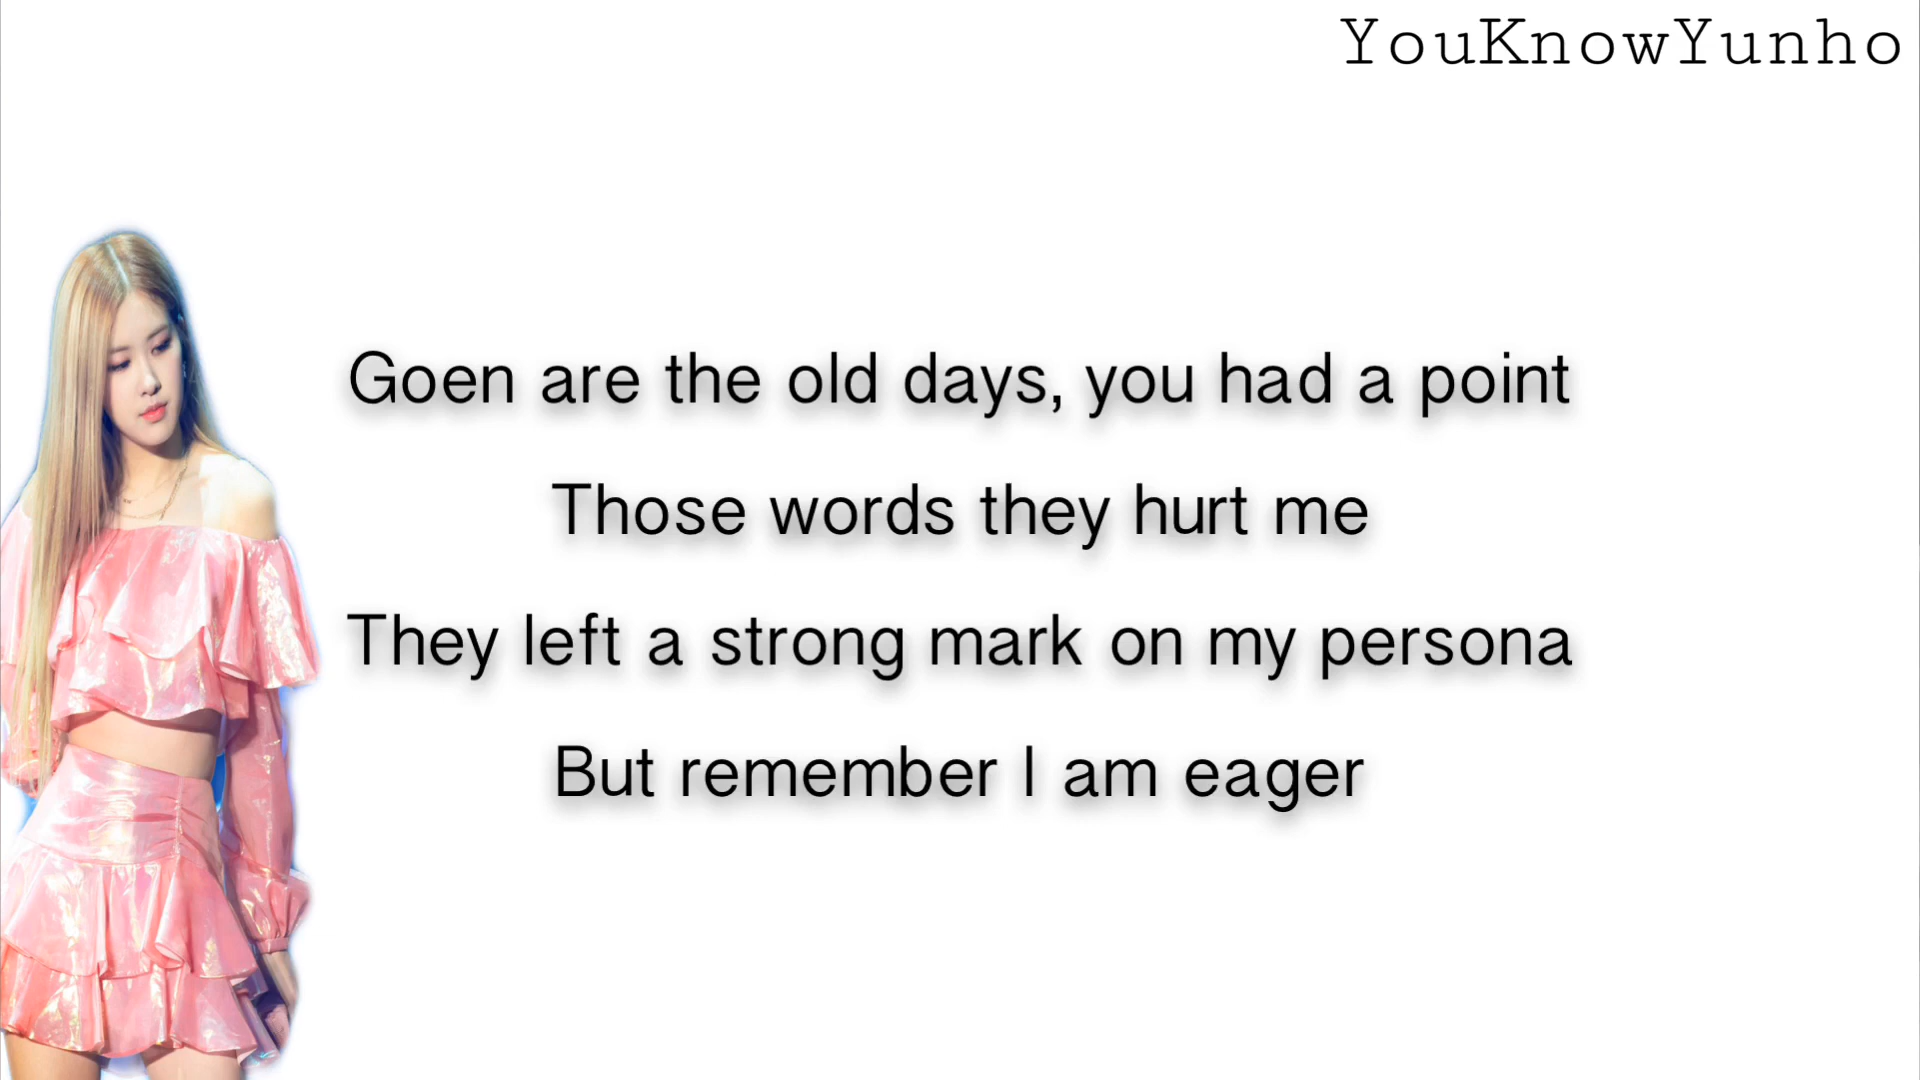 YouKnowYunho
Goen are the old days, you had a point
Those words they hurt me
They left a strong mark on my persona
But remember I am eager